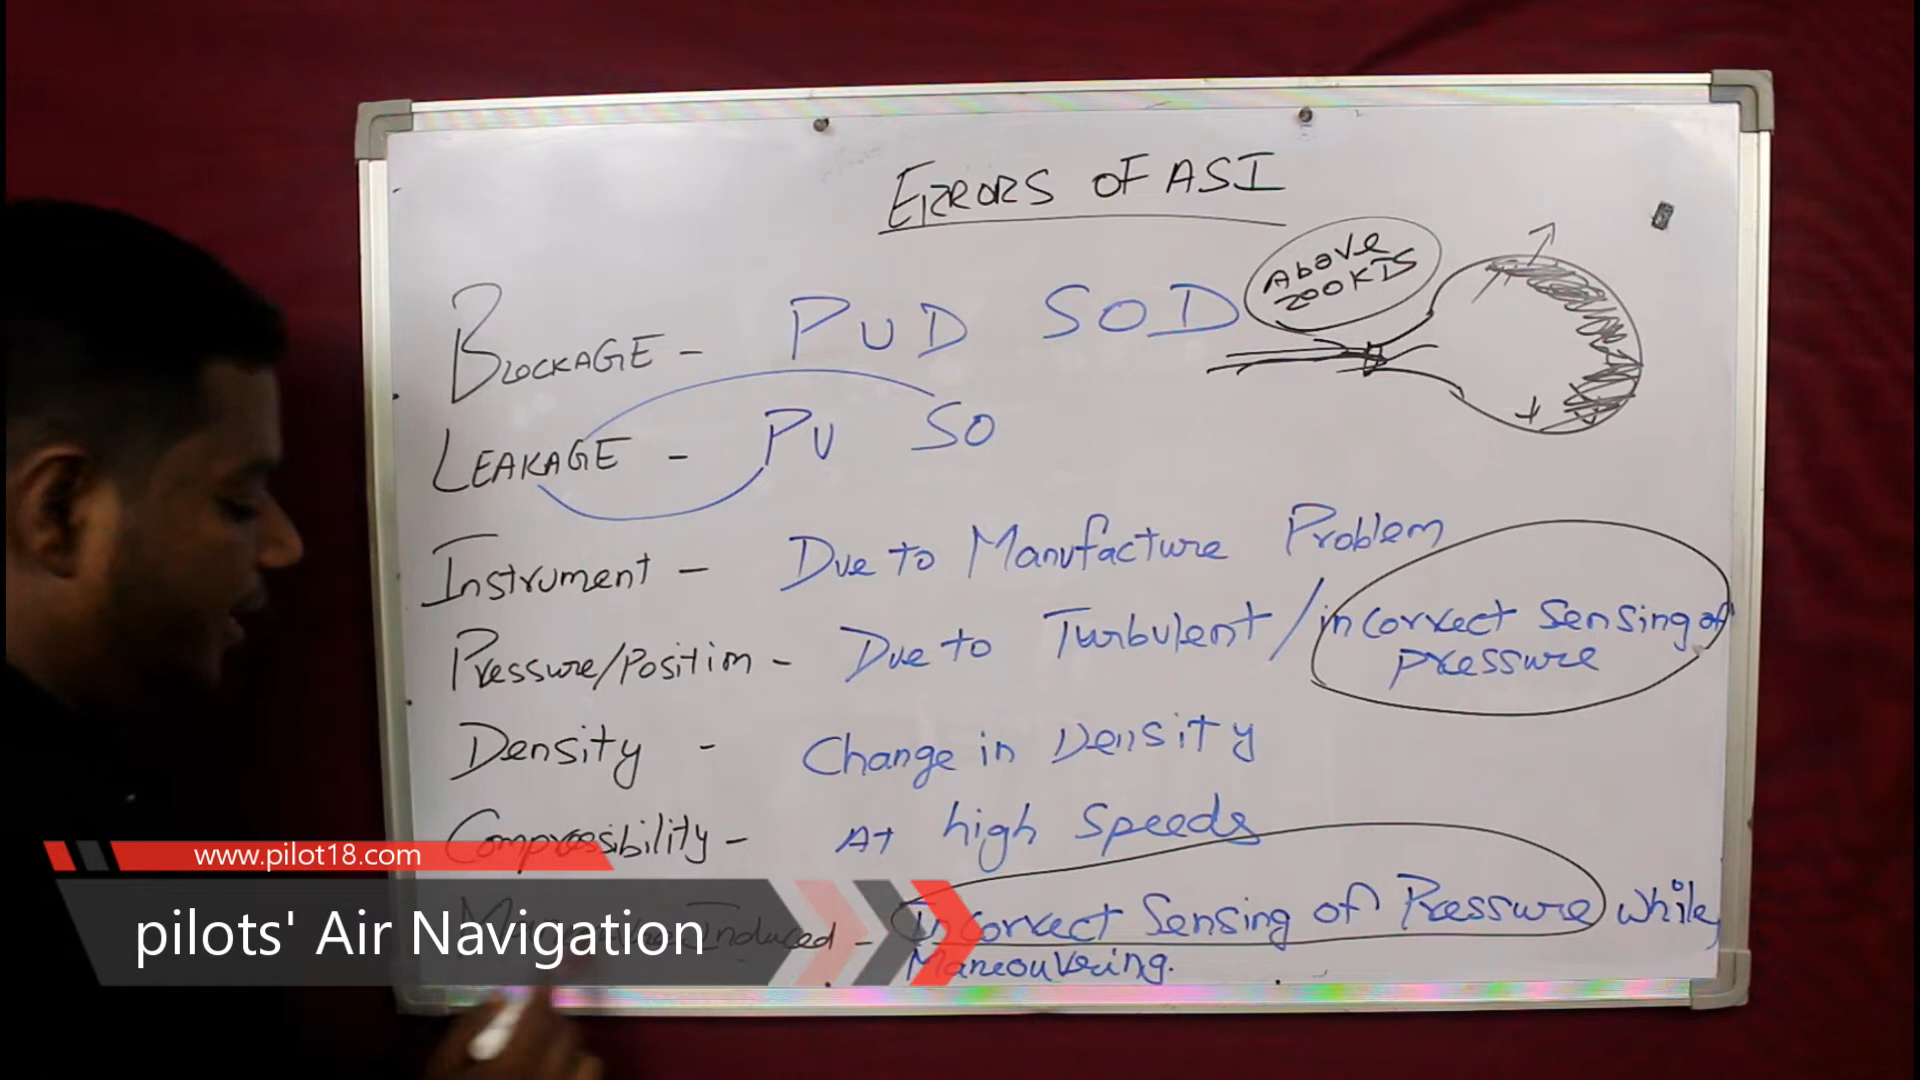 ERRORS OF ASI
Above
200KTS
BLOCKAGE - PUD SOD
LEAKAGE - PU SO
Instrument - Due to Manufacture Problem
Pressure/Position - Due to Turbulent / incorrect Sensing of
pressure
Density - Change in Density
Compressibility - At high Speeds
Induced - Incorrect Sensing of Pressure while
Maneouvering.
www.pilot18.com
pilots' Air Navigation